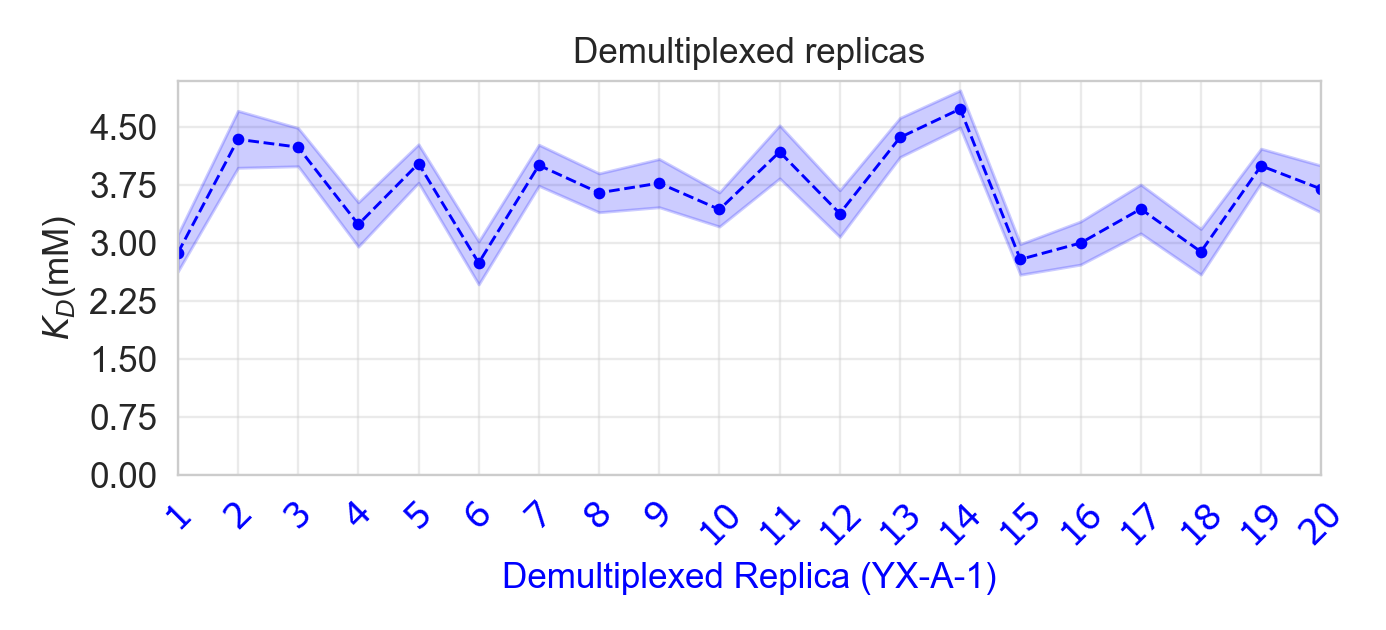 Demultiplexed replicas
K_D(mM)
4.50
3.75
3.00
2.25
1.50
0.75
0.00
1 2 3 4 5 6 7 8 9 10 11 12 13 14 15 16 17 18 19 20
Demultiplexed Replica (YX-A-1)